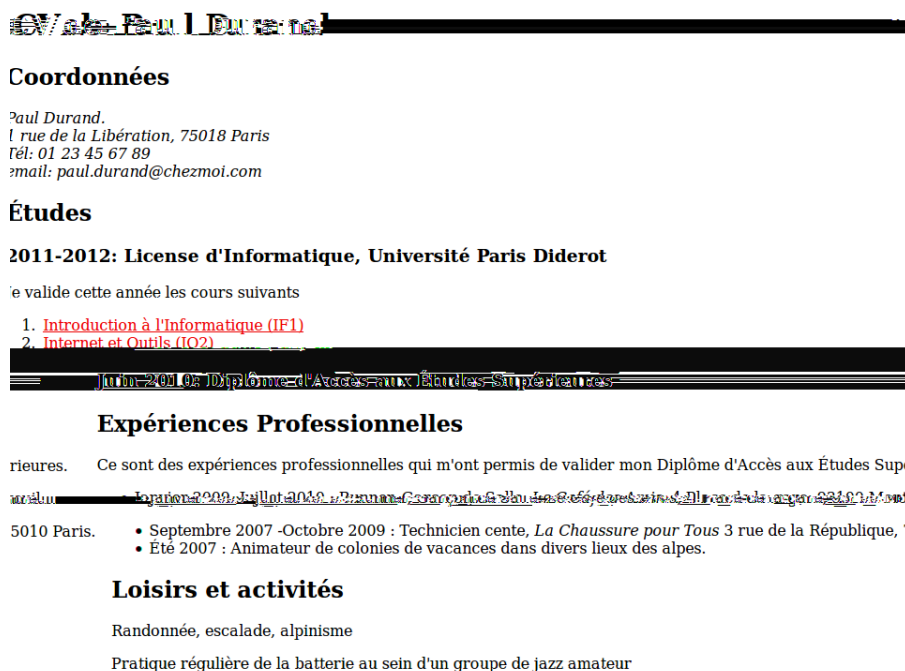 Paul Durand
Coordonnées
Paul Durand.
1 rue de la Libération, 75018 Paris
Tél: 01 23 45 67 89
email: paul.durand@chezmoi.com
Études
2011-2012: License d'Informatique, Université Paris Diderot
Je valide cette année les cours suivants
1. Introduction à l'Informatique (IF1)
2. Internet et Outils (IO2)
Juin 2010: Diplôme d'Accès aux Études Supérieures
Expériences Professionnelles
rieures. Ce sont des expériences professionnelles qui m'ont permis de valider mon Diplôme d'Accès aux Études Supé
5010 Paris. • Septembre 2007 -Octobre 2009 : Technicien cente, La Chaussure pour Tous 3 rue de la République,
• Été 2007 : Animateur de colonies de vacances dans divers lieux des alpes.
Loisirs et activités
Randonnée, escalade, alpinisme
Pratique régulière de la batterie au sein d'un groupe de jazz amateur